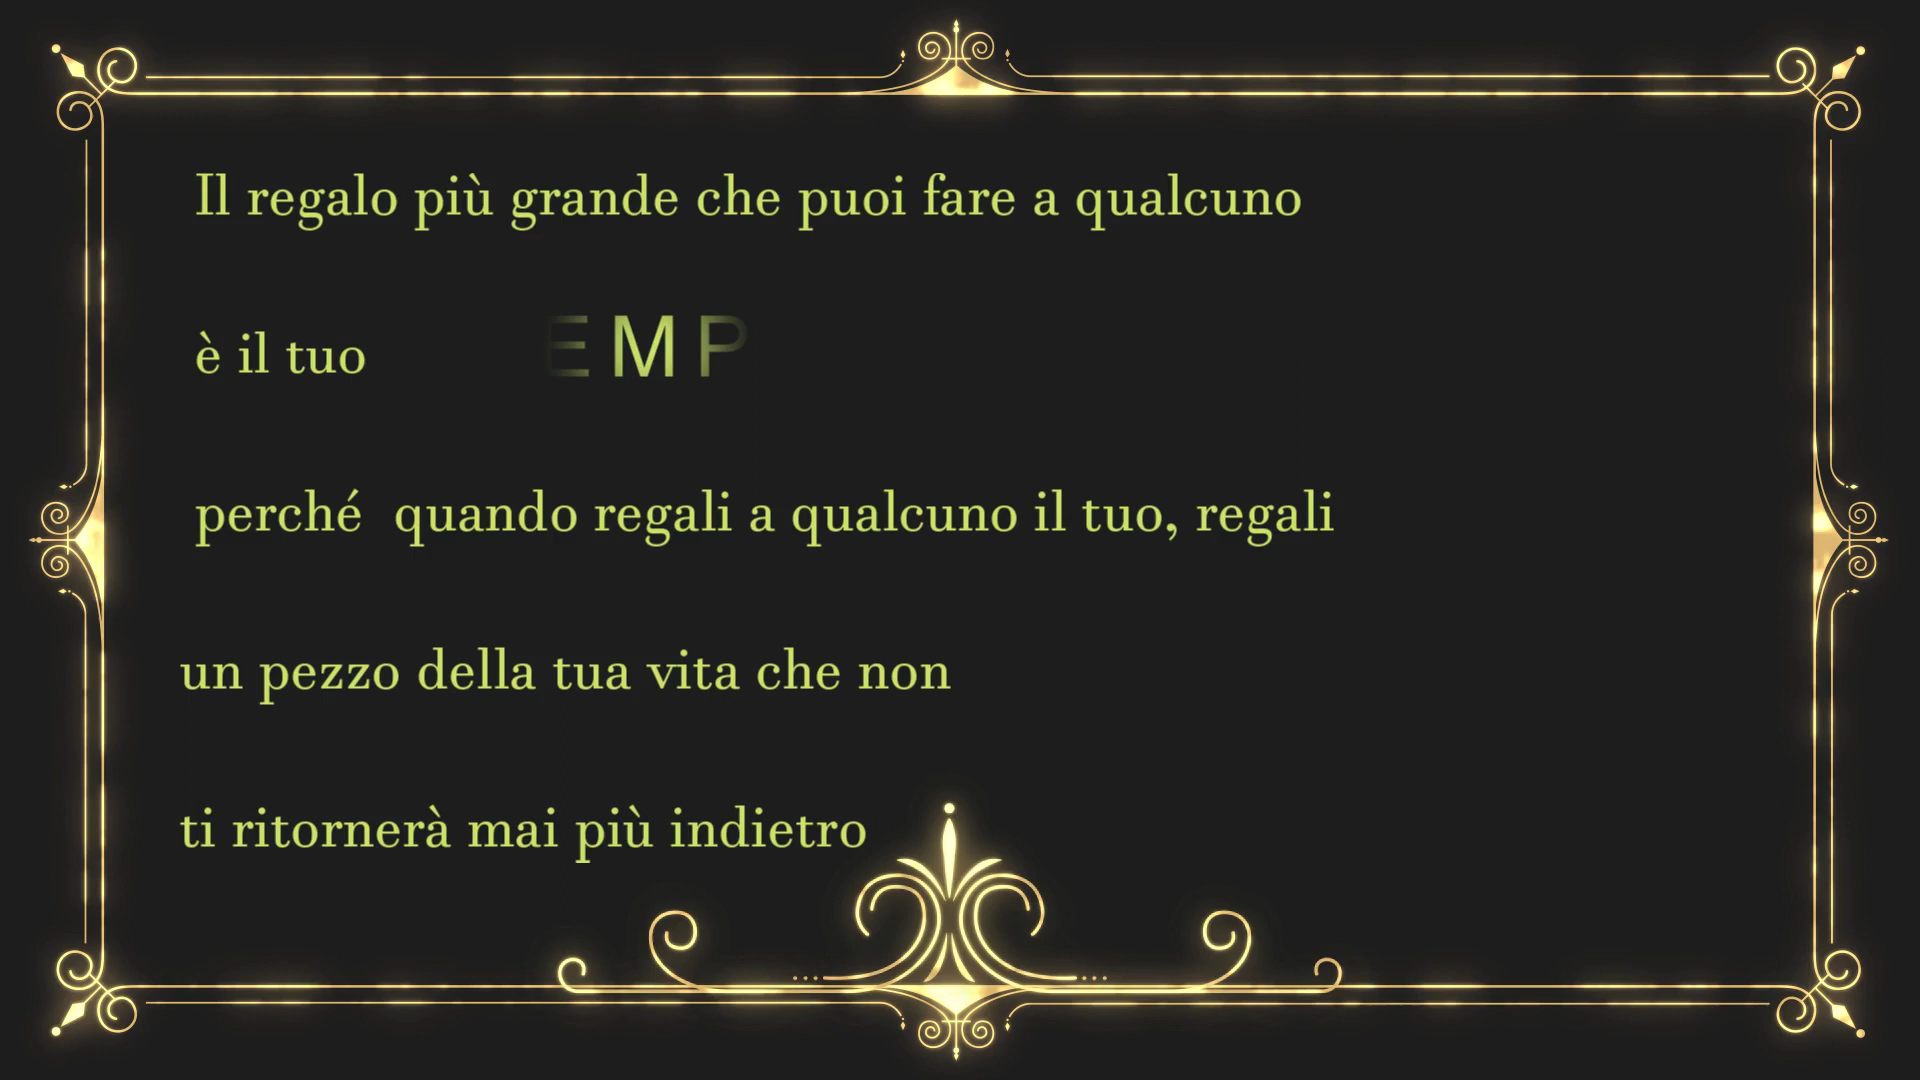 Il regalo più grande che puoi fare a qualcuno
è il tuo EMP
perché quando regali a qualcuno il tuo, regali
un pezzo della tua vita che non
ti ritornerà mai più indietro